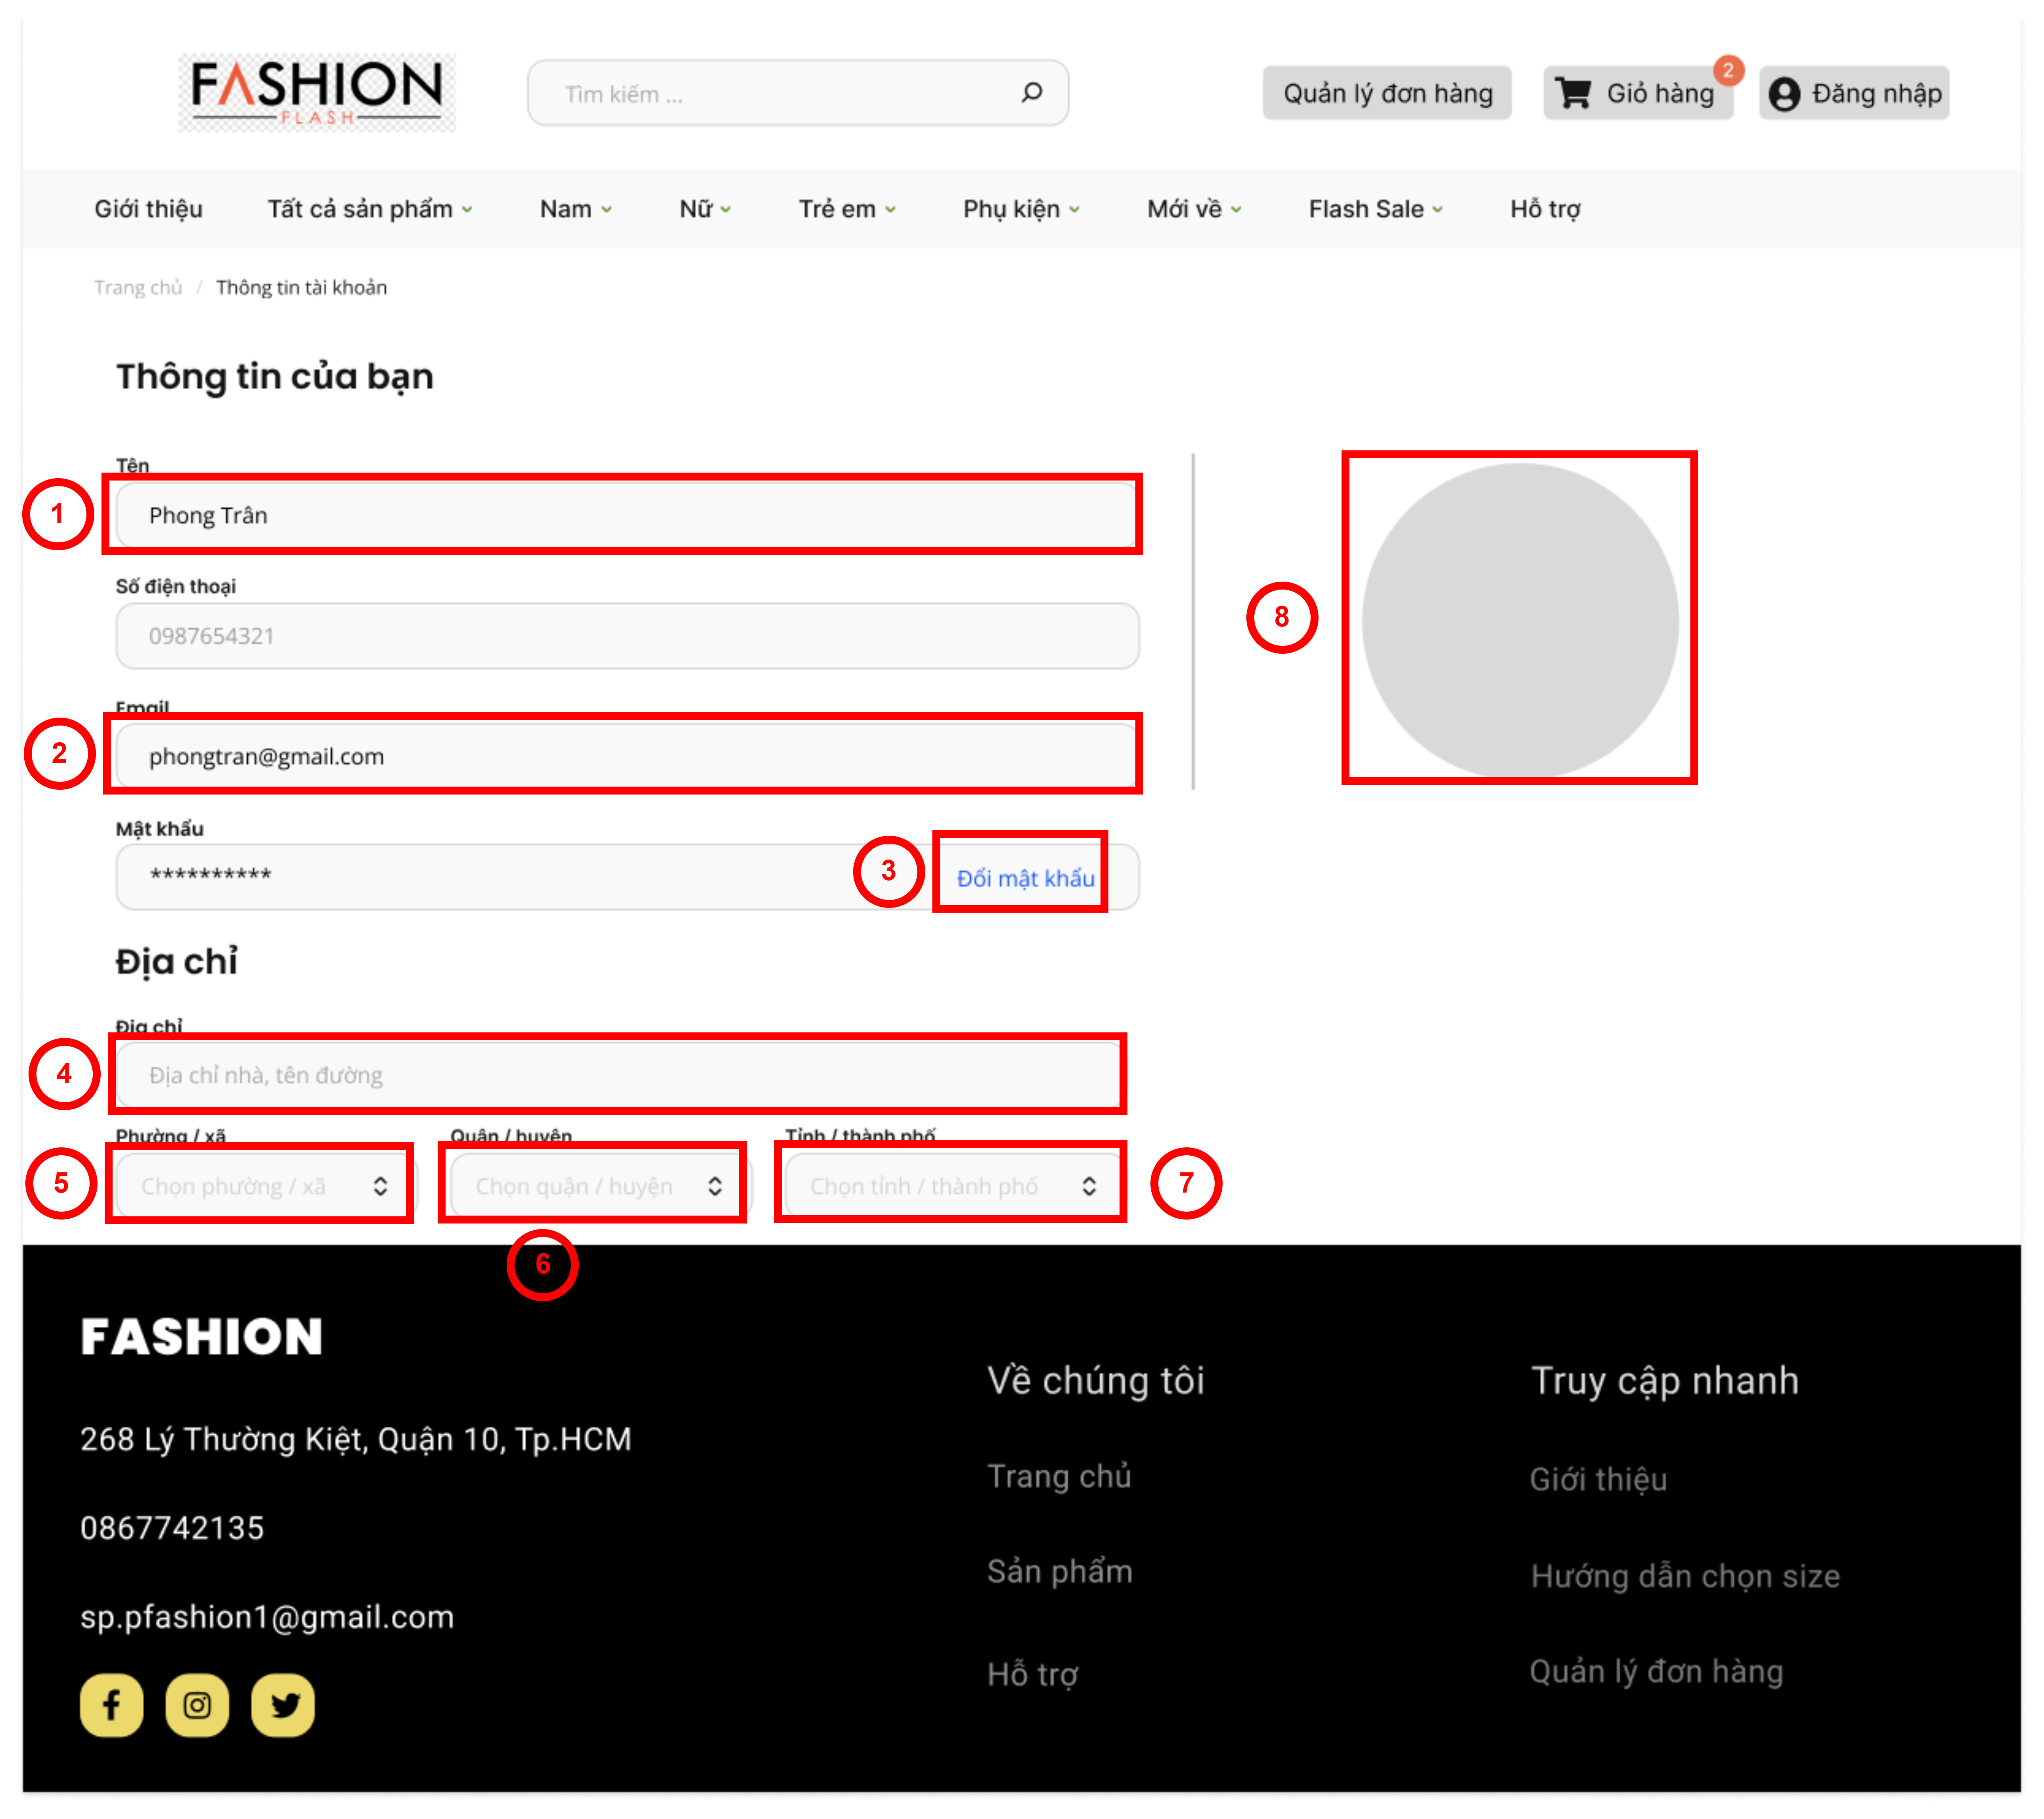 FASHION
FLASH
Tìm kiếm ...
Quản lý đơn hàng
Giỏ hàng
2
Đăng nhập
Giới thiệu
Tất cả sản phẩm
Nam
Nữ
Trẻ em
Phụ kiện
Mới về
Flash Sale
Hỗ trợ
Trang chủ / Thông tin tài khoản
Thông tin của bạn
Tên
1
Phong Trân
Số điện thoại
0987654321
8
Email
2
phongtran@gmail.com
Mật khẩu
**********
3
Đổi mật khẩu
Địa chỉ
Địa chỉ
4
Địa chỉ nhà, tên đường
Phường / xã
Quận / huyện
Tỉnh / thành phố
5
Chọn phường / xã
Chọn quận / huyện
Chọn tỉnh / thành phố
7
6
FASHION
268 Lý Thường Kiệt, Quận 10, Tp.HCM
0867742135
sp.pfashion1@gmail.com
Về chúng tôi
Trang chủ
Sản phẩm
Hỗ trợ
Truy cập nhanh
Giới thiệu
Hướng dẫn chọn size
Quản lý đơn hàng